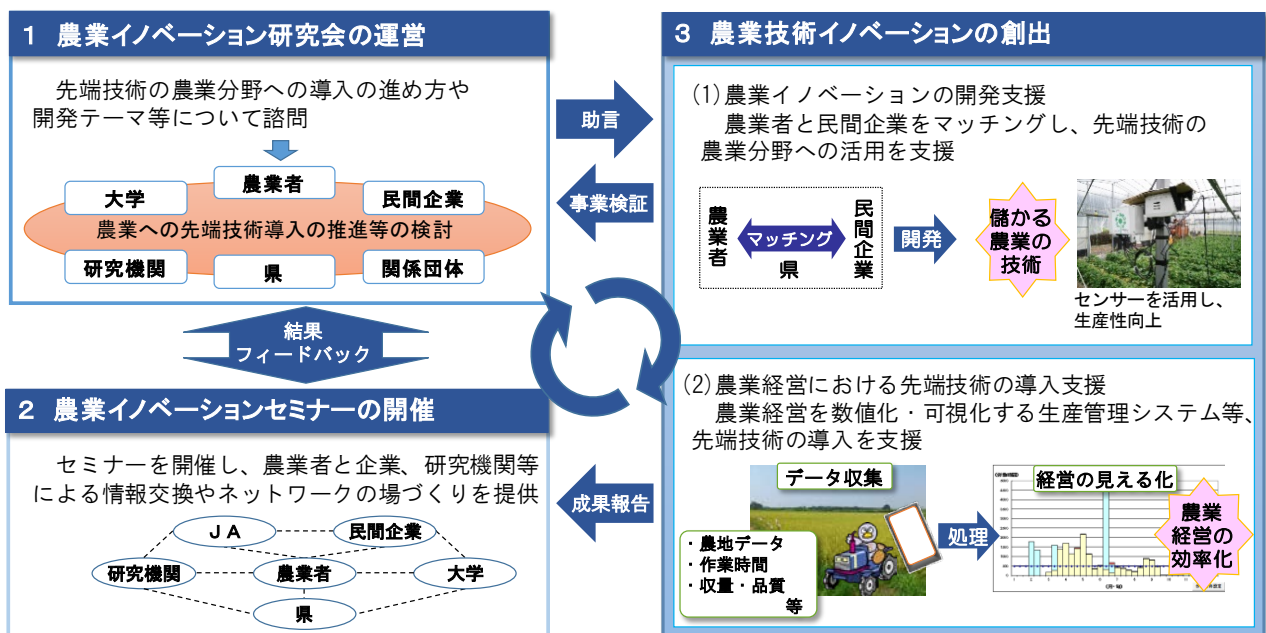 １ 農業イノベーション研究会の運営
先端技術の農業分野への導入の進め方や
開発テーマ等について諮問
大学
農業者
民間企業
農業への先端技術導入の推進等の検討
研究機関
県
関係団体
結果
フィードバック
２ 農業イノベーションセミナーの開催
セミナーを開催し、農業者と企業、研究機関等
による情報交換やネットワークの場づくりを提供
ＪＡ
民間企業
研究機関
農業者
大学
県
助言
事業検証
成果報告
３ 農業技術イノベーションの創出
(1)農業イノベーションの開発支援
農業者と民間企業をマッチングし、先端技術の
農業分野への活用を支援
農業者
マッチング
県
民間企業
開発
儲かる
農業の
技術
センサーを活用し、
生産性向上
(2)農業経営における先端技術の導入支援
農業経営を数値化・可視化する生産管理システム等、
先端技術の導入を支援
データ収集
・農地データ
・作業時間
・収量・品質
等
処理
経営の見える化
農業
経営の
効率化